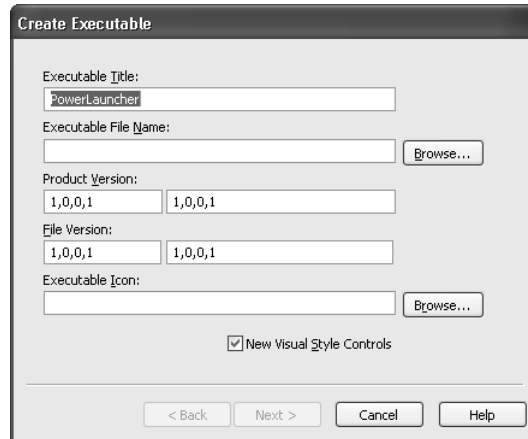 Create Executable
Executable Title:
PowerLauncher
Executable File Name:
Browse...
Product Version:
1,0,0,1 1,0,0,1
File Version:
1,0,0,1 1,0,0,1
Executable Icon:
Browse...
New Visual Style Controls
< Back Next > Cancel Help